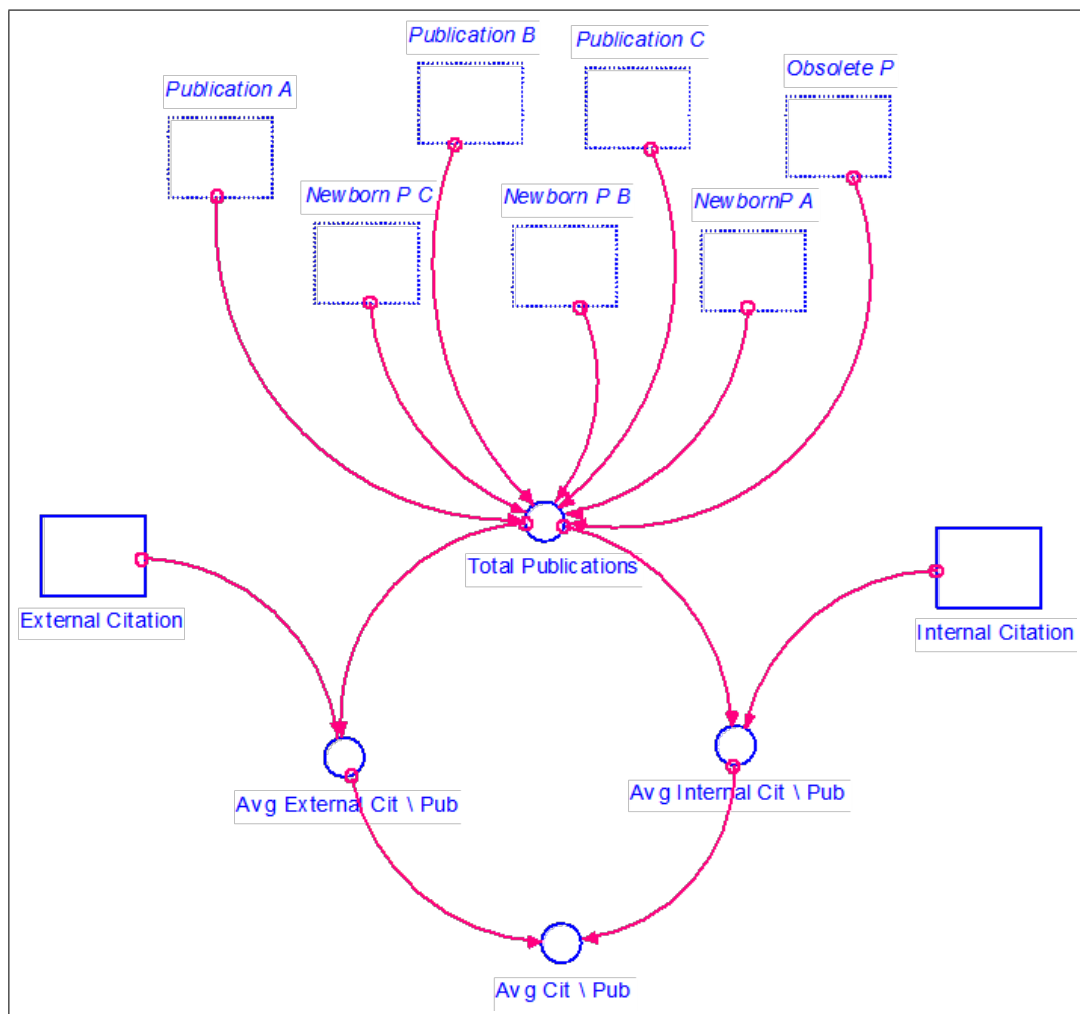 Publication B
Publication C
Obsolete P
Publication A
Newborn P C
Newborn P B
NewbornP A
Total Publications
External Citation
Internal Citation
Avg External Cit \ Pub
Avg Internal Cit \ Pub
Avg Cit \ Pub